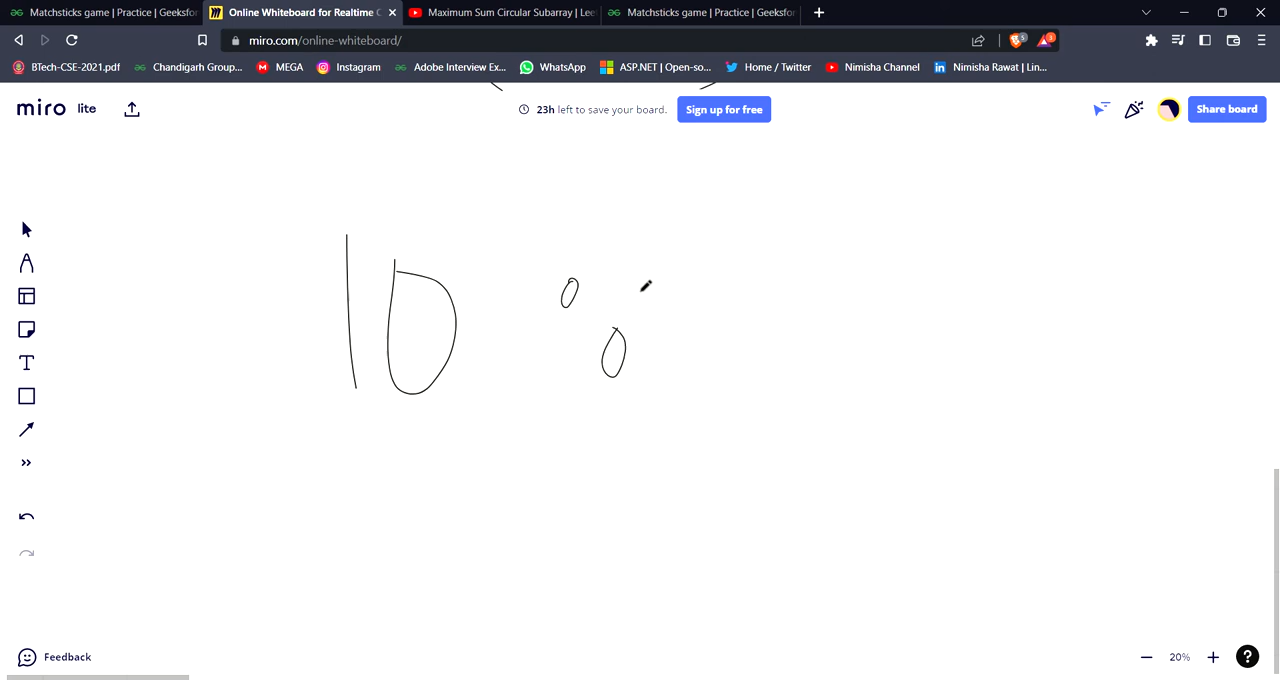 Matchsticks game | Practice | Geeksfor
Online Whiteboard for Realtime C
Maximum Sum Circular Subarray | Lee
Matchsticks game | Practice | Geeksfor
miro.com/online-whiteboard/
5
3
BTech-CSE-2021.pdf
Chandigarh Group...
MEGA
Instagram
Adobe Interview Ex...
WhatsApp
ASP.NET | Open-so...
Home / Twitter
Nimisha Channel
Nimisha Rawat | Lin...
miro lite
23h left to save your board.
Sign up for free
Share board
10
Feedback
20%